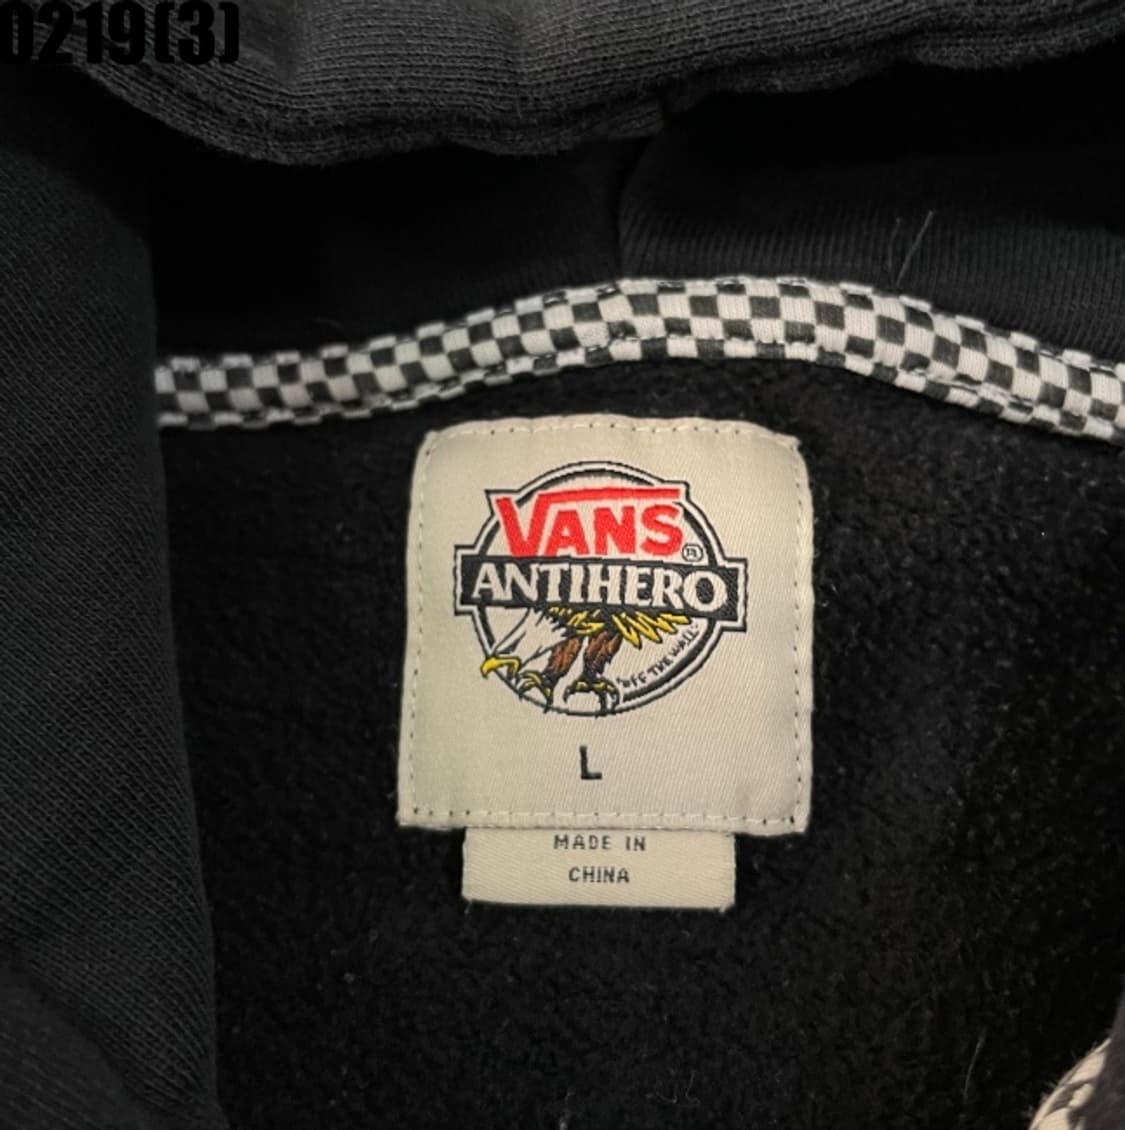 0219(3)
VANS
®
ANTIHERO
"OFF THE WALL"
L
MADE IN
CHINA